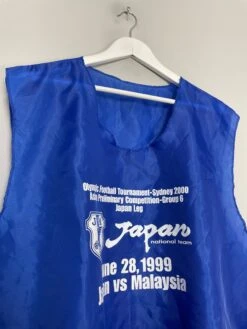 Olympic Football Tournament-Sydney 2000
Asia Preliminary Competition-Group 6
Japan Leg
Japan
national team
June 28,1999
vs Malaysia